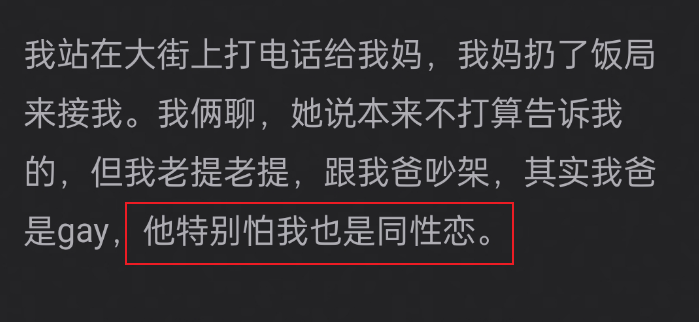 我站在大街上打电话给我妈，我妈扔了饭局
来接我。我俩聊，她说本来不打算告诉我
的，但我老提老提，跟我爸吵架，其实我爸
是gay，他特别怕我也是同性恋。